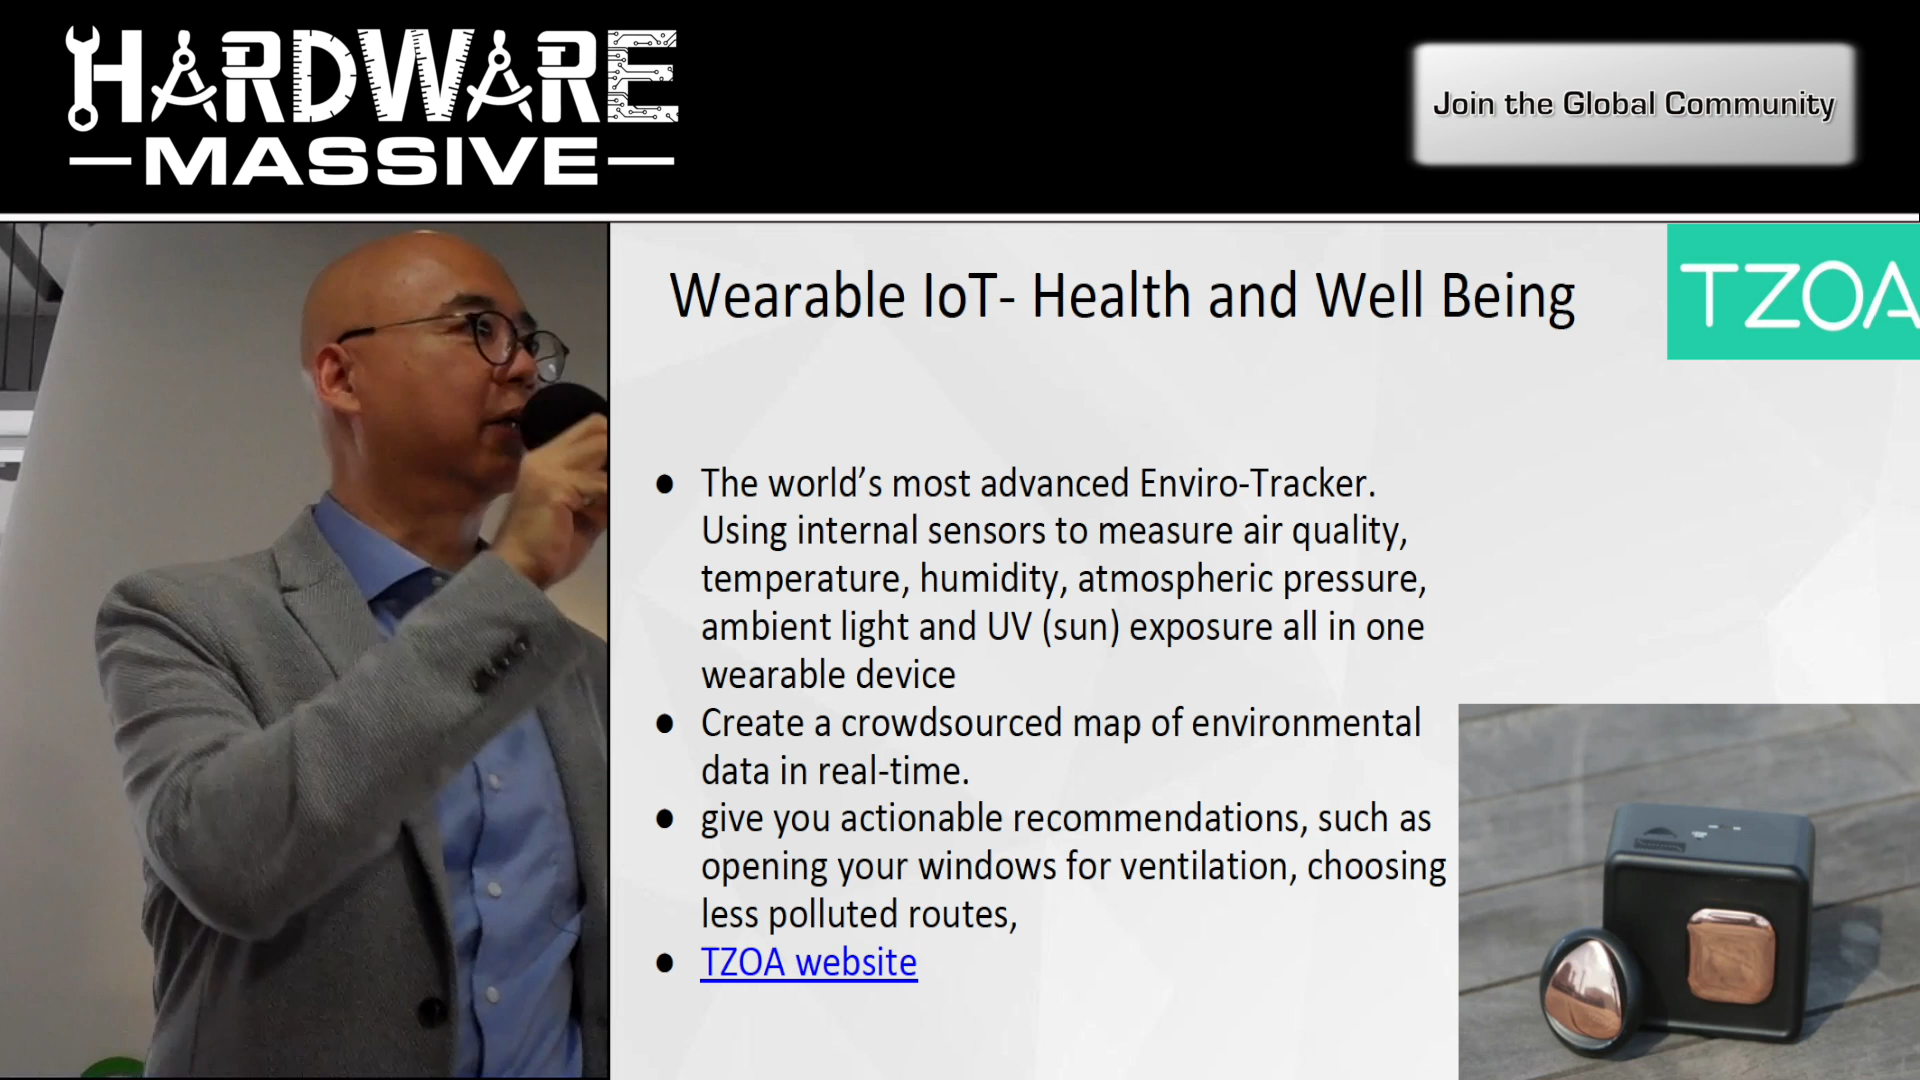 HARDWARE
MASSIVE
Join the Global Community
Wearable IoT- Health and Well Being
TZOA
● The world’s most advanced Enviro-Tracker.
Using internal sensors to measure air quality,
temperature, humidity, atmospheric pressure,
ambient light and UV (sun) exposure all in one
wearable device
● Create a crowdsourced map of environmental
data in real-time.
● give you actionable recommendations, such as
opening your windows for ventilation, choosing
less polluted routes,
● TZOA website